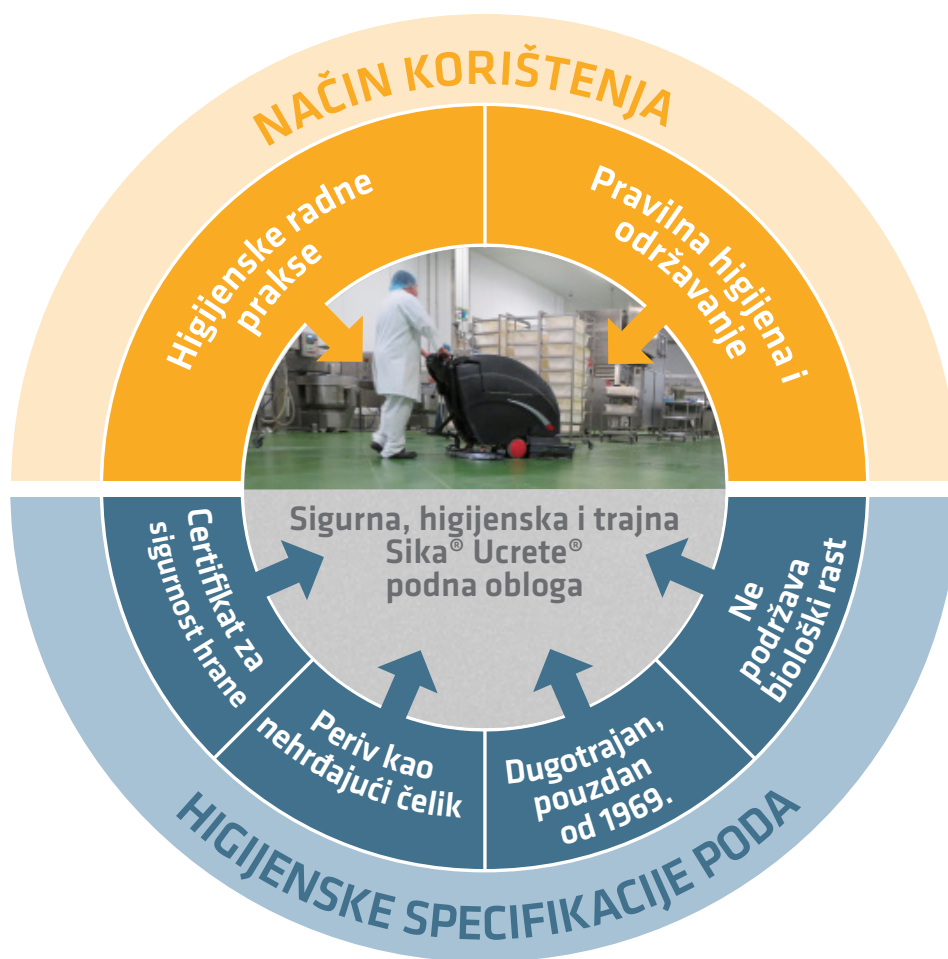 NAČIN KORIŠTENJA
Higijenske radne
prakse
Pravilna higijena i
održavanje
Sigurna, higijenska i trajna
Sika® Ucrete®
podna obloga
Certifikat za
sigurnost hrane
Periv kao
nehrđajući čelik
Dugotrajan,
pouzdan
od 1969.
Ne
podržava
biološki rast
HIGIJENSKE SPECIFIKACIJE PODA